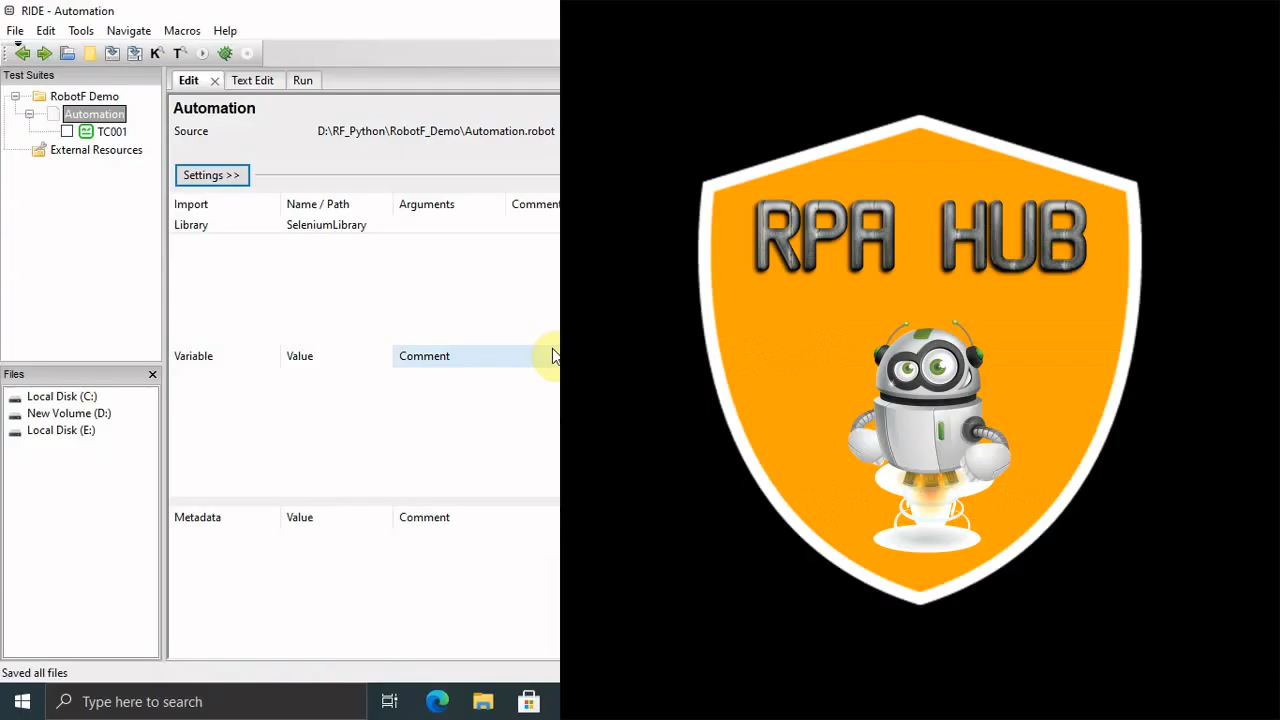 RIDE - Automation
File Edit Tools Navigate Macros Help
K T
Test Suites
RobotF Demo
Automation
TC001
External Resources
Files
Local Disk (C:)
New Volume (D:)
Local Disk (E:)
Edit Text Edit Run
Automation
Source D:\RF_Python\RobotF_Demo\Automation.robot
Settings >>
Import Name / Path Arguments Comment
Library SeleniumLibrary
Variable Value Comment
Metadata Value Comment
Saved all files
Type here to search
RPA HUB